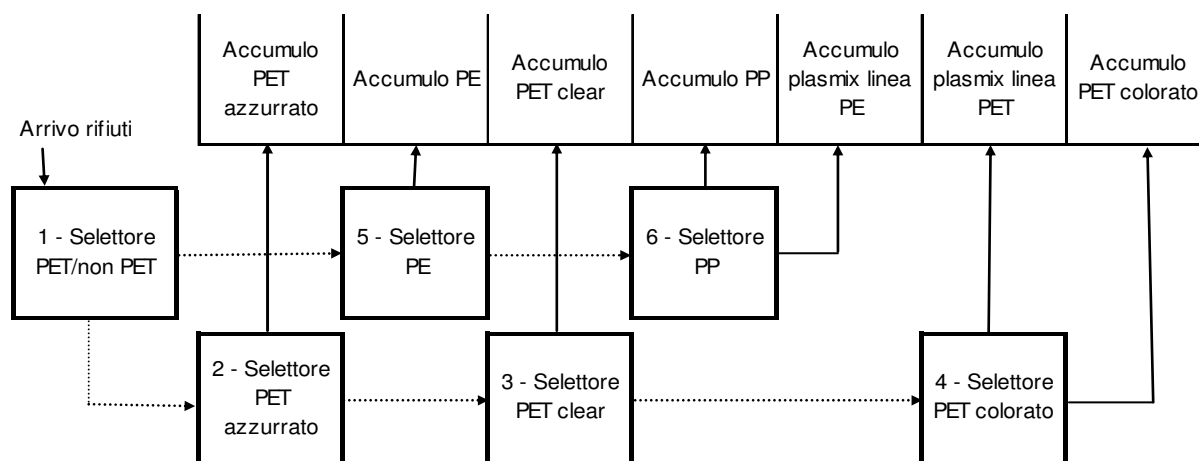 Accumulo
PET
azzurrato
Accumulo PE
Accumulo
PET clear
Accumulo PP
Accumulo
plasmix linea
PE
Accumulo
plasmix linea
PET
Accumulo
PET colorato
Arrivo rifiuti
1 - Selettore
PET/non PET
5 - Selettore
PE
6 - Selettore
PP
2 - Selettore
PET
azzurrato
3 - Selettore
PET clear
4 - Selettore
PET colorato